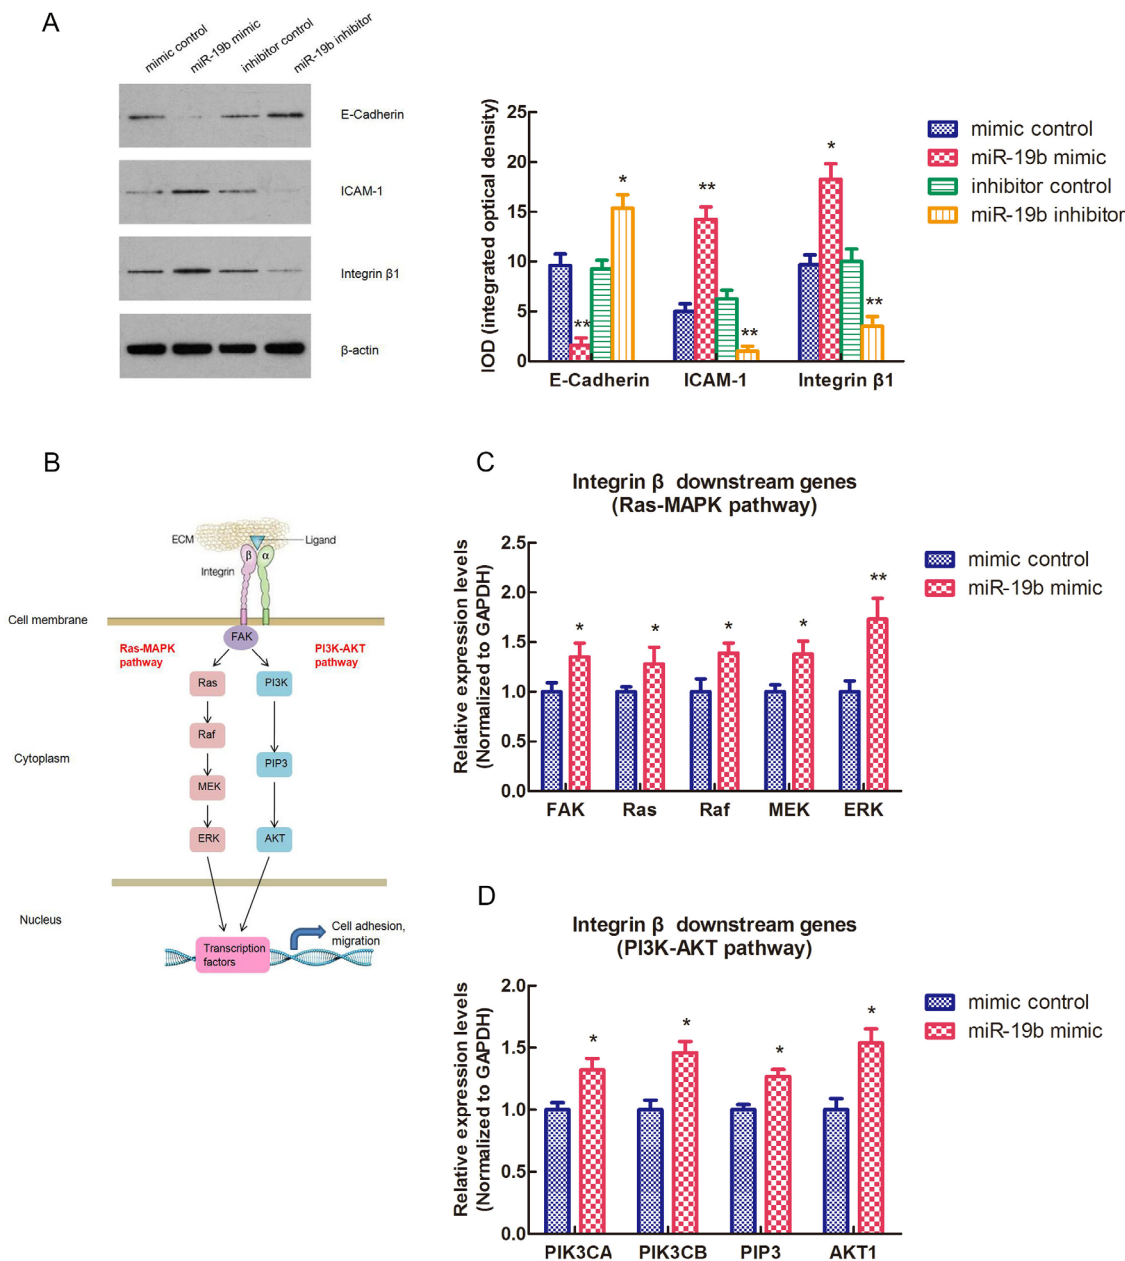 A
mimic control
miR-19b mimic
inhibitor control
miR-19b inhibitor
E-Cadherin
ICAM-1
Integrin β1
β-actin
IOD (integrated optical density)
25
20
15
10
5
0
**
*
**
**
*
**
E-Cadherin
ICAM-1
Integrin β1
mimic control
miR-19b mimic
inhibitor control
miR-19b inhibitor
B
ECM
Ligand
β
α
Integrin
Cell membrane
FAK
Ras-MAPK
pathway
PI3K-AKT
pathway
Ras
PI3K
Raf
Cytoplasm
PIP3
MEK
ERK
AKT
Nucleus
Cell adhesion,
migration
Transcription
factors
C
Integrin β downstream genes
(Ras-MAPK pathway)
Relative expression levels
(Normalized to GAPDH)
2.5
2.0
1.5
1.0
0.5
0.0
*
*
*
*
**
FAK
Ras
Raf
MEK
ERK
mimic control
miR-19b mimic
D
Integrin β downstream genes
(PI3K-AKT pathway)
Relative expression levels
(Normalized to GAPDH)
2.0
1.5
1.0
0.5
0.0
*
*
*
*
PIK3CA
PIK3CB
PIP3
AKT1
mimic control
miR-19b mimic